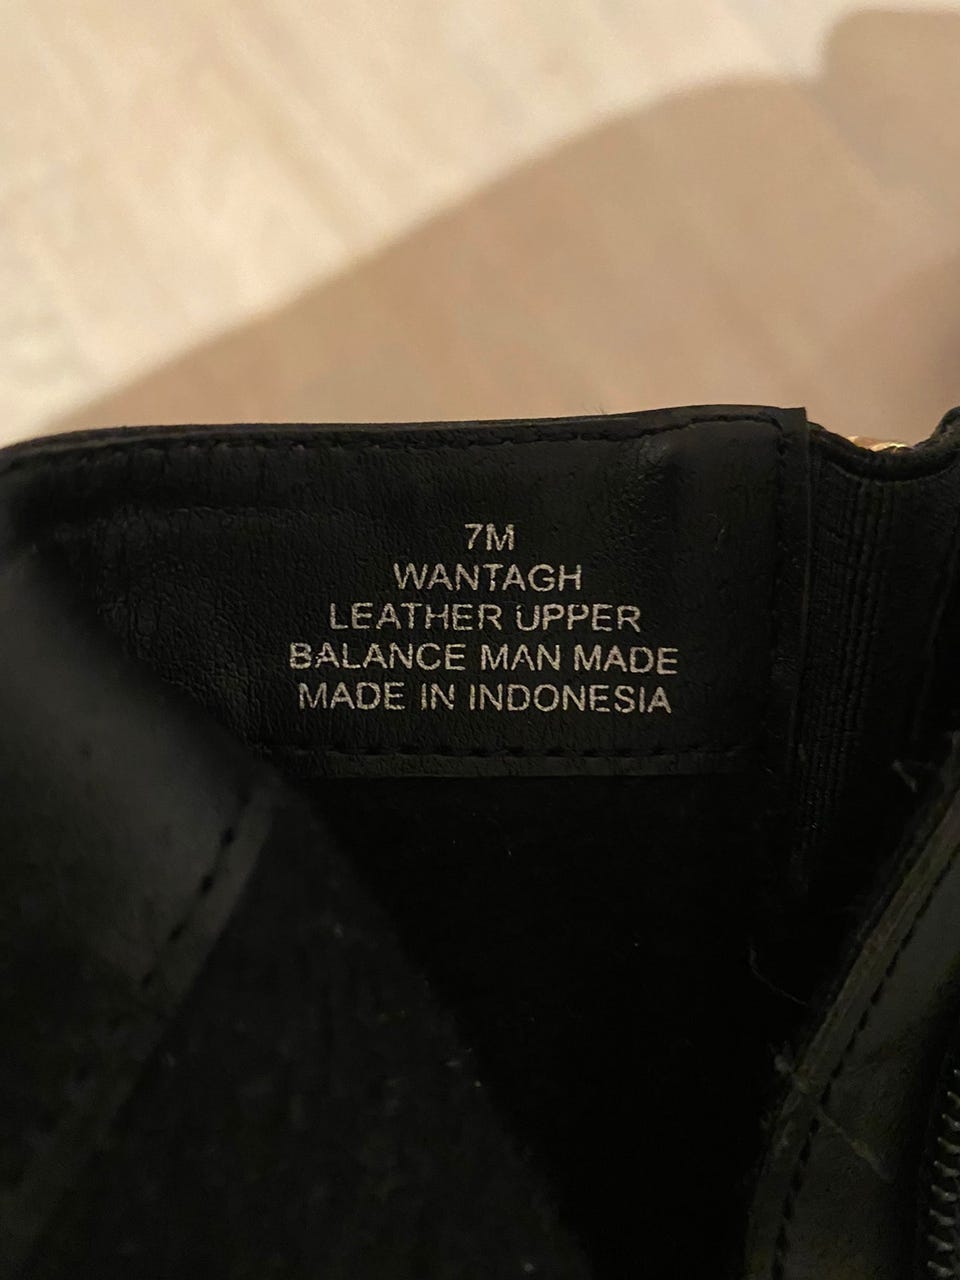 7M
WANTAGH
LEATHER UPPER
BALANCE MAN MADE
MADE IN INDONESIA